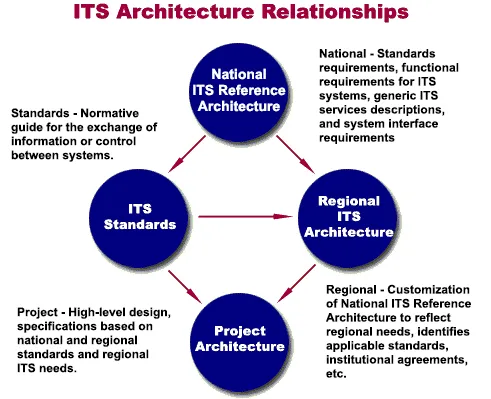 ITS Architecture Relationships
National
ITS Reference
Architecture
National - Standards
requirements, functional
requirements for ITS
systems, generic ITS
services descriptions,
and system interface
requirements
Standards - Normative
guide for the exchange of
information or control
between systems.
ITS
Standards
Regional
ITS
Architecture
Project - High-level design,
specifications based on
national and regional
standards and regional
ITS needs.
Project
Architecture
Regional - Customization
of National ITS Reference
Architecture to reflect
regional needs, identifies
applicable standards,
institutional agreements,
etc.